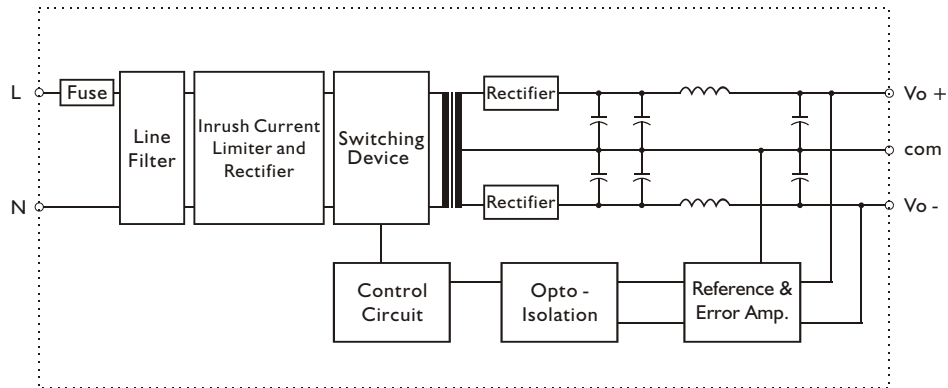 L
Fuse
Line
Filter
Inrush Current
Limiter and
Rectifier
Switching
Device
Rectifier
Rectifier
Vo +
com
Vo -
N
Control
Circuit
Opto -
Isolation
Reference &
Error Amp.